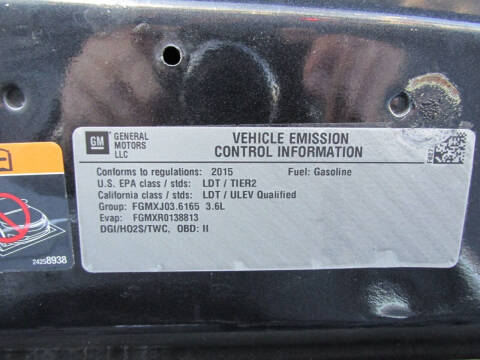 GM
GENERAL
MOTORS
LLC
VEHICLE EMISSION
CONTROL INFORMATION
Conforms to regulations: 2015 Fuel: Gasoline
U.S. EPA class / stds: LDT / TIER2
California class / stds: LDT / ULEV Qualified
Group: FGMXJ03.6165 3.6L
Evap: FGMXR0138813
DGI/HO2S/TWC, OBD: II
24258938